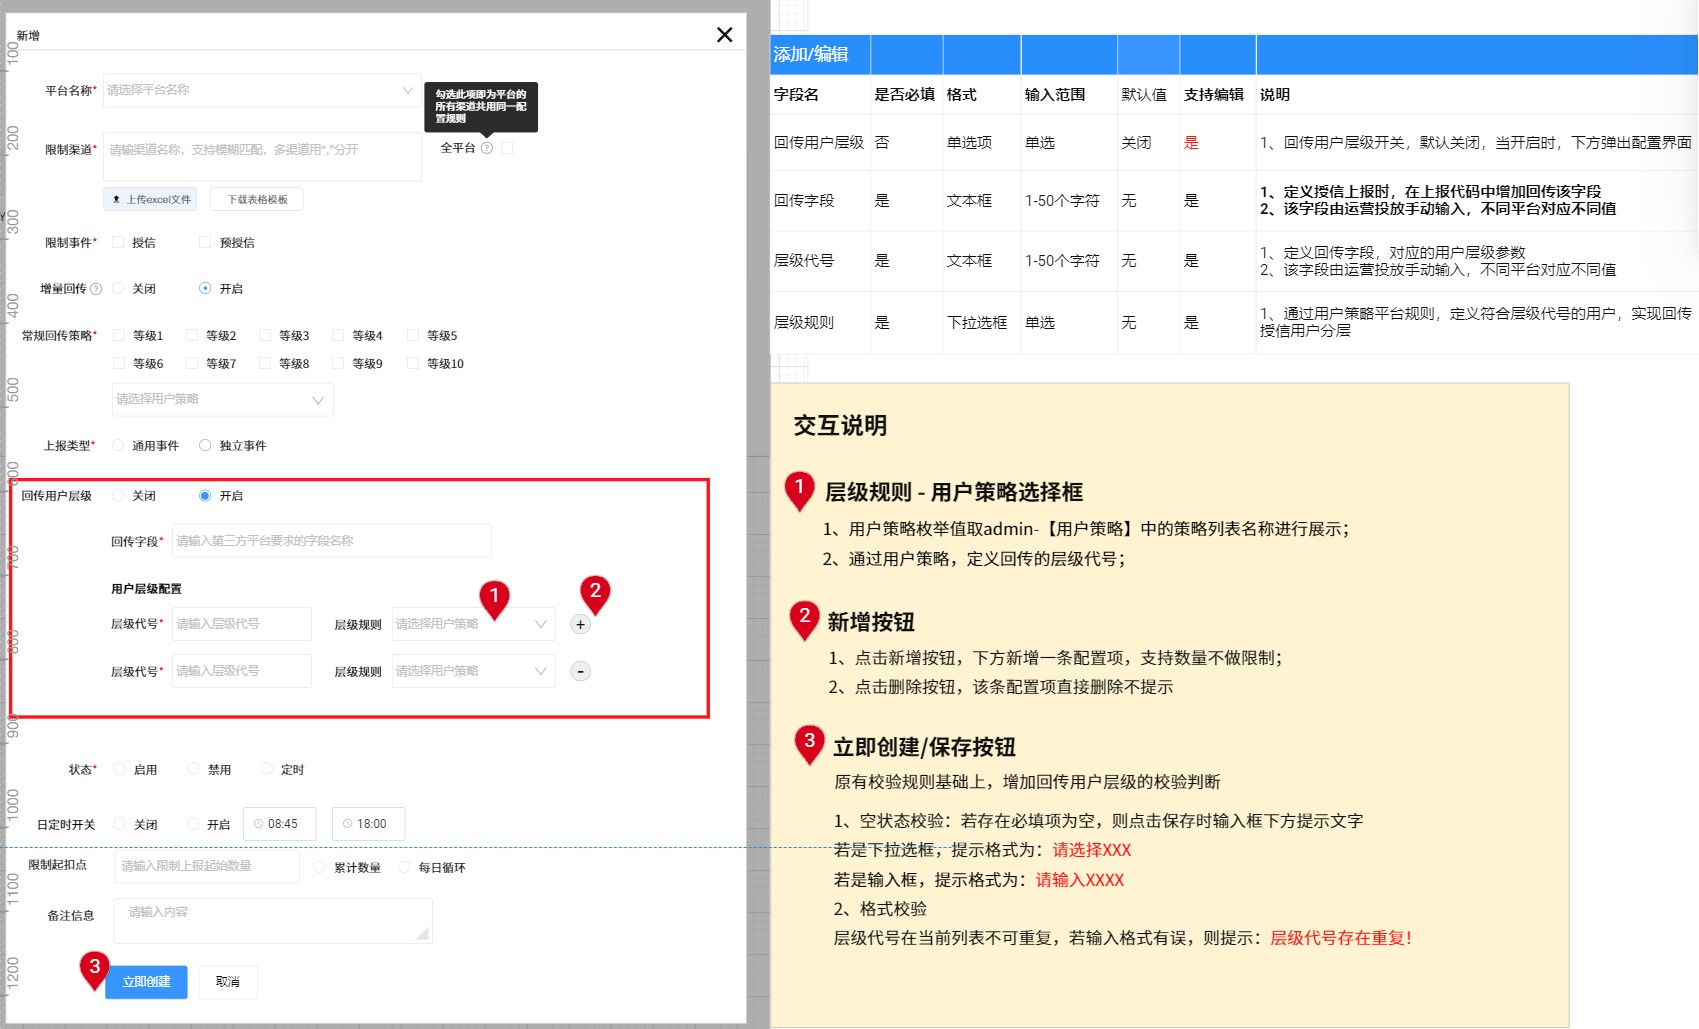 新增
平台名称* 请选择平台名称
勾选此项即为平台的
所有渠道共用同一配
置规则
限制渠道* 请输渠道名称，支持模糊匹配，多渠道用“,”分开
全平台 ?
上传excel文件 下载表格模板
限制事件* 授信 预授信
增量回传 ? 关闭 开启
常规回传策略* 等级1 等级2 等级3 等级4 等级5
等级6 等级7 等级8 等级9 等级10
请选择用户策略
上报类型* 通用事件 独立事件
回传用户层级 关闭 开启
回传字段* 请输入第三方平台要求的字段名称
用户层级配置
1 2
层级代号* 请输入层级代号 层级规则 请选择用户策略 +
层级代号* 请输入层级代号 层级规则 请选择用户策略 -
状态* 启用 禁用 定时
日定时开关 关闭 开启 08:45 18:00
限制起扣点 请输入限制上报起始数量 累计数量 每日循环
备注信息 请输入内容
3
立即创建 取消
100
200
300
400
500
600
700
800
900
1000
1100
1200
添加/编辑
字段名 是否必填 格式 输入范围 默认值 支持编辑 说明
回传用户层级 否 单选项 单选 关闭 是 1、回传用户层级开关，默认关闭，当开启时，下方弹出配置界面
回传字段 是 文本框 1-50个字符 无 是 1、定义授信上报时，在上报代码中增加回传该字段
2、该字段由运营投放手动输入，不同平台对应不同值
层级代号 是 文本框 1-50个字符 无 是 1、定义回传字段，对应的用户层级参数
2、该字段由运营投放手动输入，不同平台对应不同值
层级规则 是 下拉选框 单选 无 是 1、通过用户策略平台规则，定义符合层级代号的用户，实现回传
授信用户分层
交互说明
1 层级规则 - 用户策略选择框
1、用户策略枚举值取admin-【用户策略】中的策略列表名称进行展示；
2、通过用户策略，定义回传的层级代号；
2 新增按钮
1、点击新增按钮，下方新增一条配置项，支持数量不做限制；
2、点击删除按钮，该条配置项直接删除不提示
3 立即创建/保存按钮
原有校验规则基础上，增加回传用户层级的校验判断
1、空状态校验：若存在必填项为空，则点击保存时输入框下方提示文字
若是下拉选框，提示格式为：请选择XXX
若是输入框，提示格式为：请输入XXXX
2、格式校验
层级代号在当前列表不可重复，若输入格式有误，则提示：层级代号存在重复！